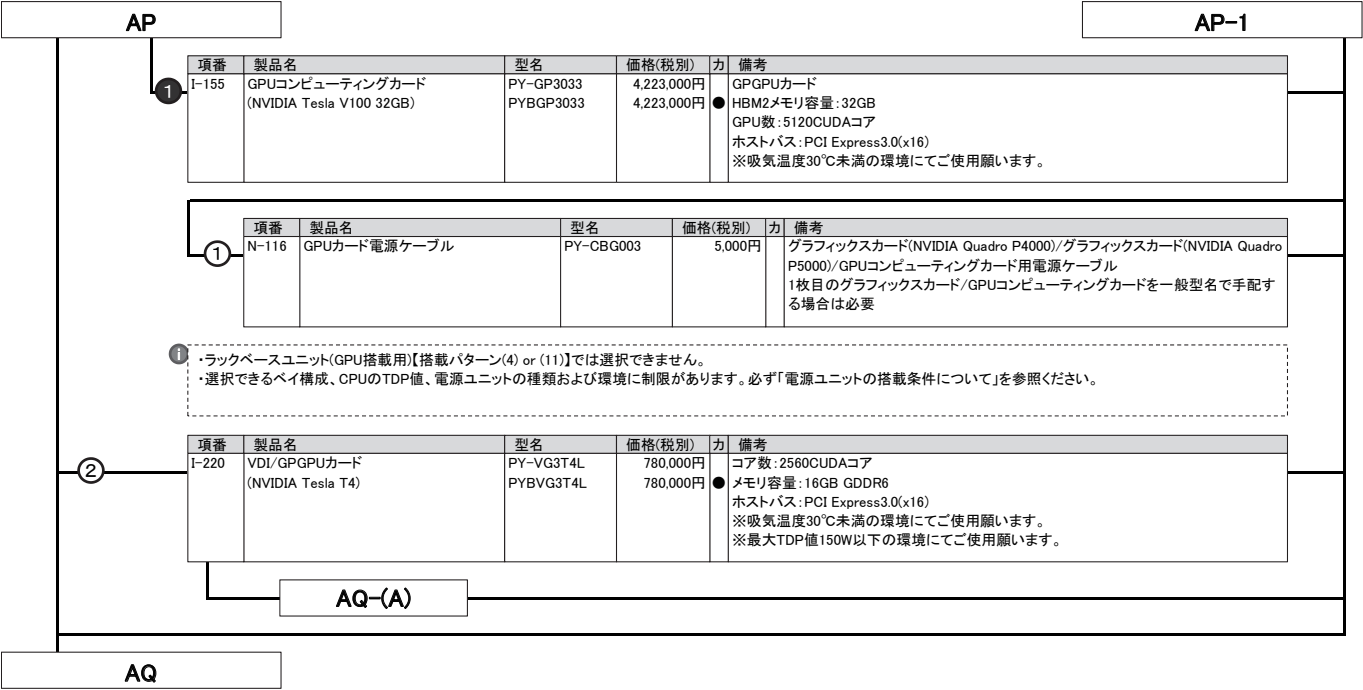 AP
AP-1
項番 製品名 型名 価格(税別) カ 備考
❶ I-155 GPUコンピューティングカード PY-GP3033 4,223,000円 GPGPUカード
(NVIDIA Tesla V100 32GB) PYBGP3033 4,223,000円 ● HBM2メモリ容量:32GB
GPU数:5120CUDAコア
ホストバス:PCI Express3.0(x16)
※吸気温度30℃未満の環境にてご使用願います。
項番 製品名 型名 価格(税別) カ 備考
① N-116 GPUカード電源ケーブル PY-CBG003 5,000円 グラフィックスカード(NVIDIA Quadro P4000)/グラフィックスカード(NVIDIA Quadro
P5000)/GPUコンピューティングカード用電源ケーブル
1枚目のグラフィックスカード/GPUコンピューティングカードを一般型名で手配す
る場合は必要
i ・ラックベースユニット(GPU搭載用)【搭載パターン(4) or (11)】では選択できません。
・選択できるベイ構成、CPUのTDP値、電源ユニットの種類および環境に制限があります。必ず「電源ユニットの搭載条件について」を参照ください。
項番 製品名 型名 価格(税別) カ 備考
② I-220 VDI/GPGPUカード PY-VG3T4L 780,000円 コア数:2560CUDAコア
(NVIDIA Tesla T4) PYBVG3T4L 780,000円 ● メモリ容量:16GB GDDR6
ホストバス:PCI Express3.0(x16)
※吸気温度30℃未満の環境にてご使用願います。
※最大TDP値150W以下の環境にてご使用願います。
AQ-(A)
AQ